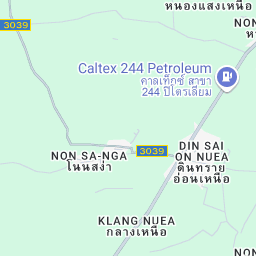 หนองแสงเหนือ
NON
ห
3039
Caltex 244 Petroleum
คาลเท็กซ์ สาขา
244 ปิโตรเลียม
3039
NON SA-NGA
โนนสง่า
DIN SAI
ON NUEA
ดินทราย
อ่อนเหนือ
KLANG NUEA
กลางเหนือ
NO